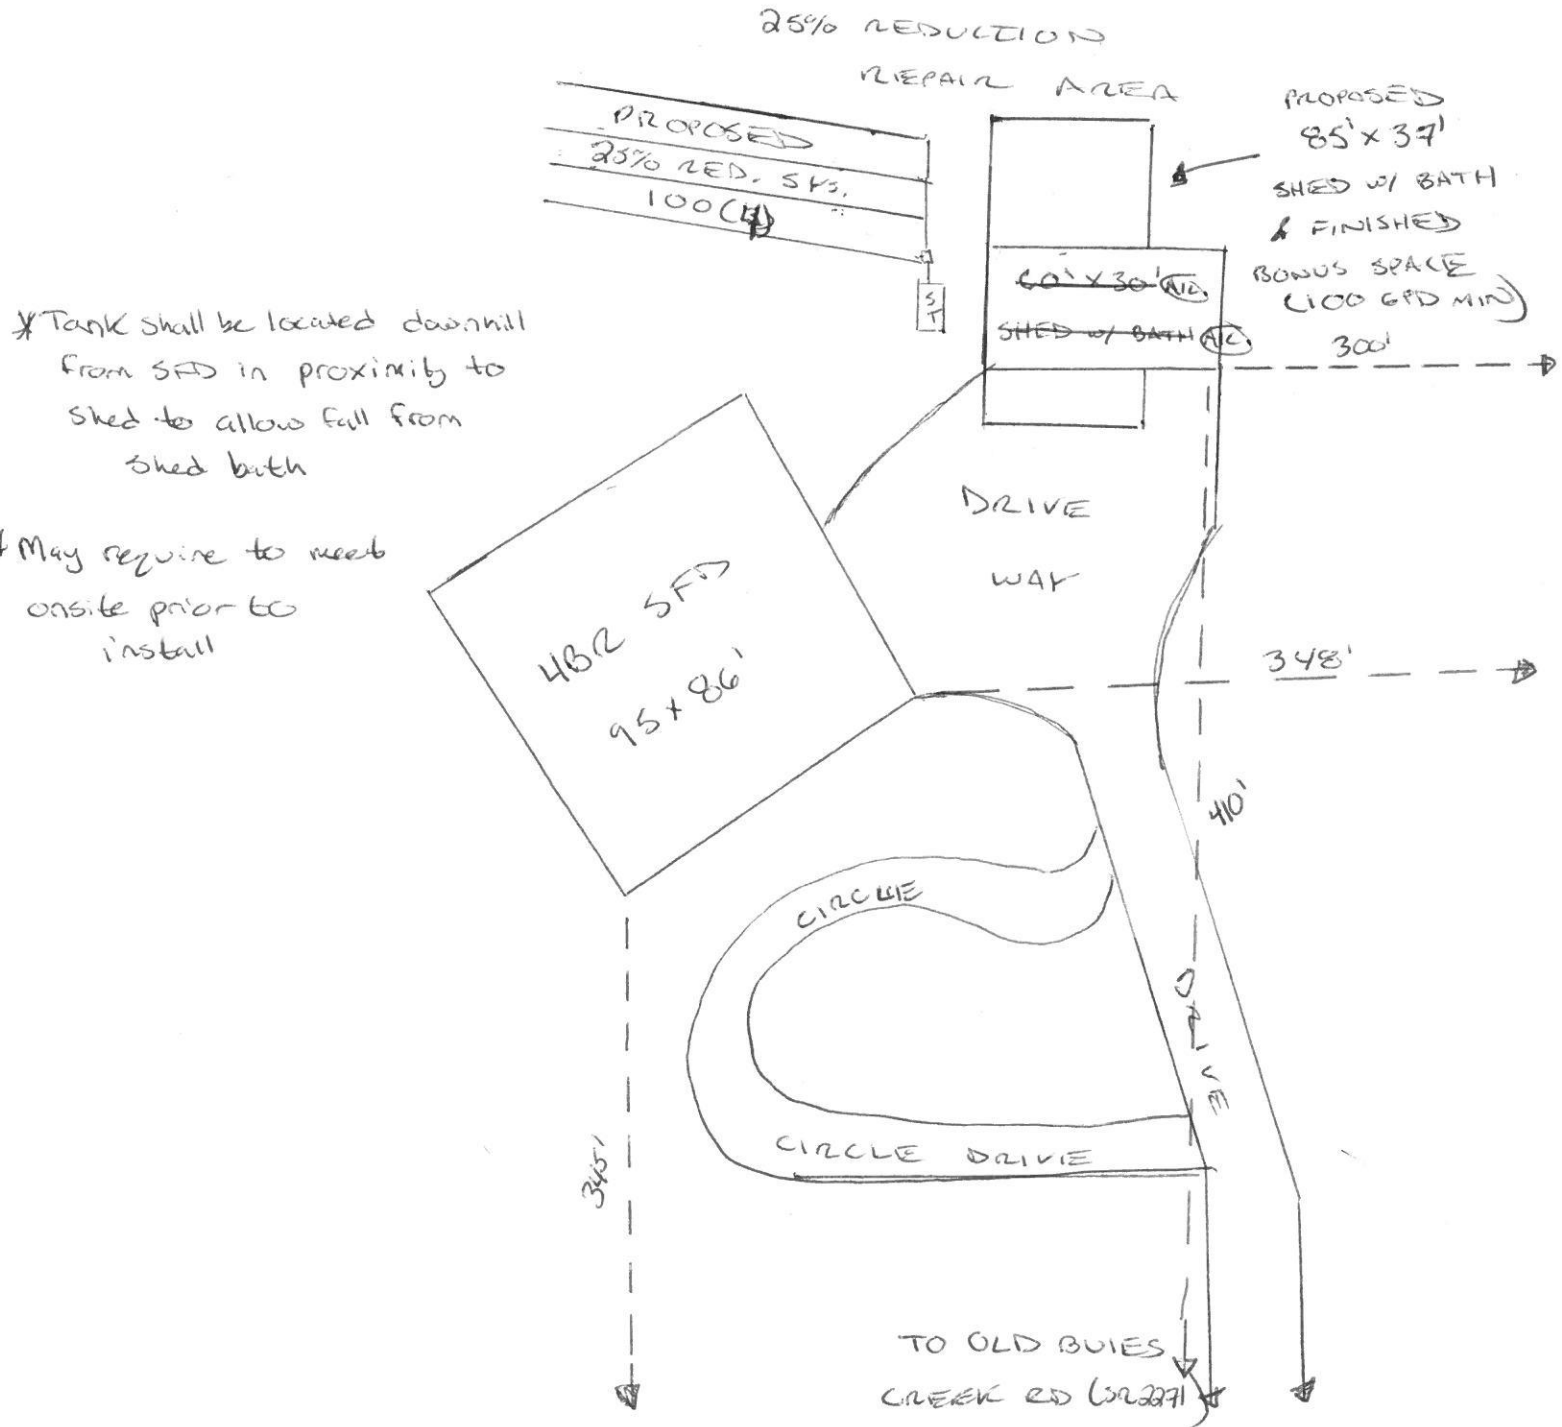 25% REDUCTION
REPAIR AREA
PROPOSED
25% RED. SYS.
100(4)
PROPOSED
85' x 37'
SHED W/ BATH
& FINISHED
BONUS SPACE
(100 GPD MIN)
60' x 30'
SHED W/ BATH
S
T
300'
* Tank shall be located downhill
from SFD in proximity to
shed to allow fall from
shed bath
* May require to meet
onsite prior to
install
DRIVE
WAY
4BR SFD
95 x 86'
348'
410'
CIRCLE
DRIVE
CIRCLE DRIVE
345'
TO OLD BUIES
CREEK RD (SR2271)